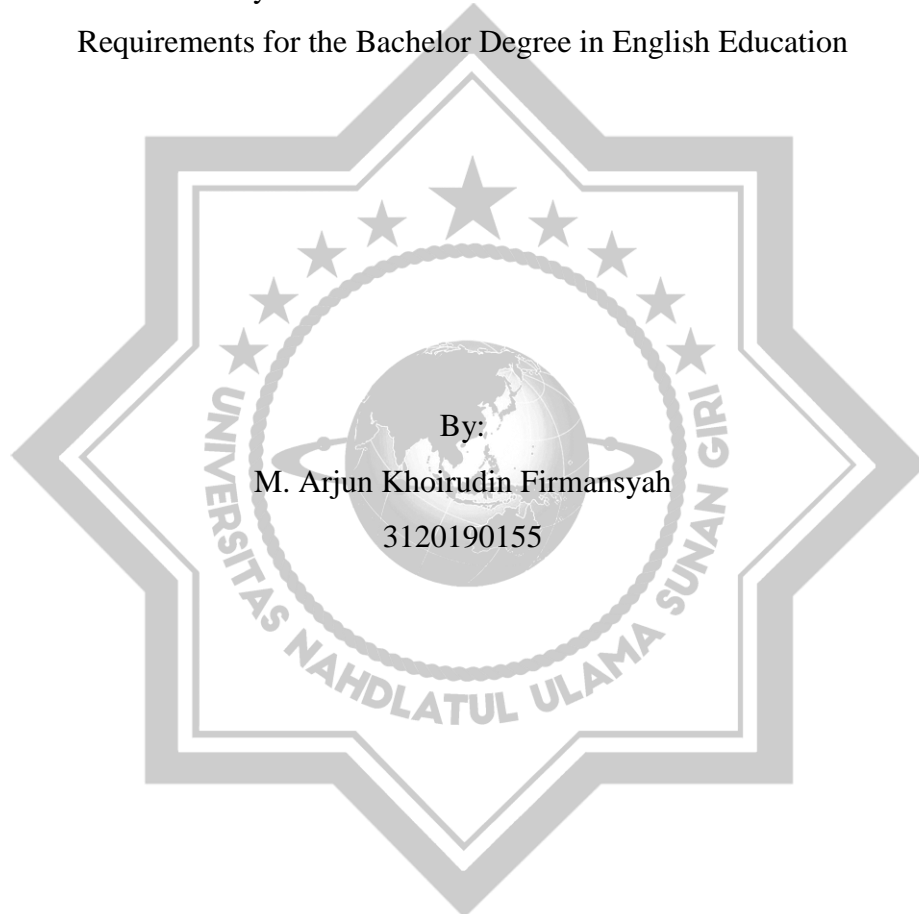 Requirements for the Bachelor Degree in English Education
UNIVERSITAS NAHDLATUL ULAMA SUNAN GIRI
By:
M. Arjun Khoirudin Firmansyah
3120190155